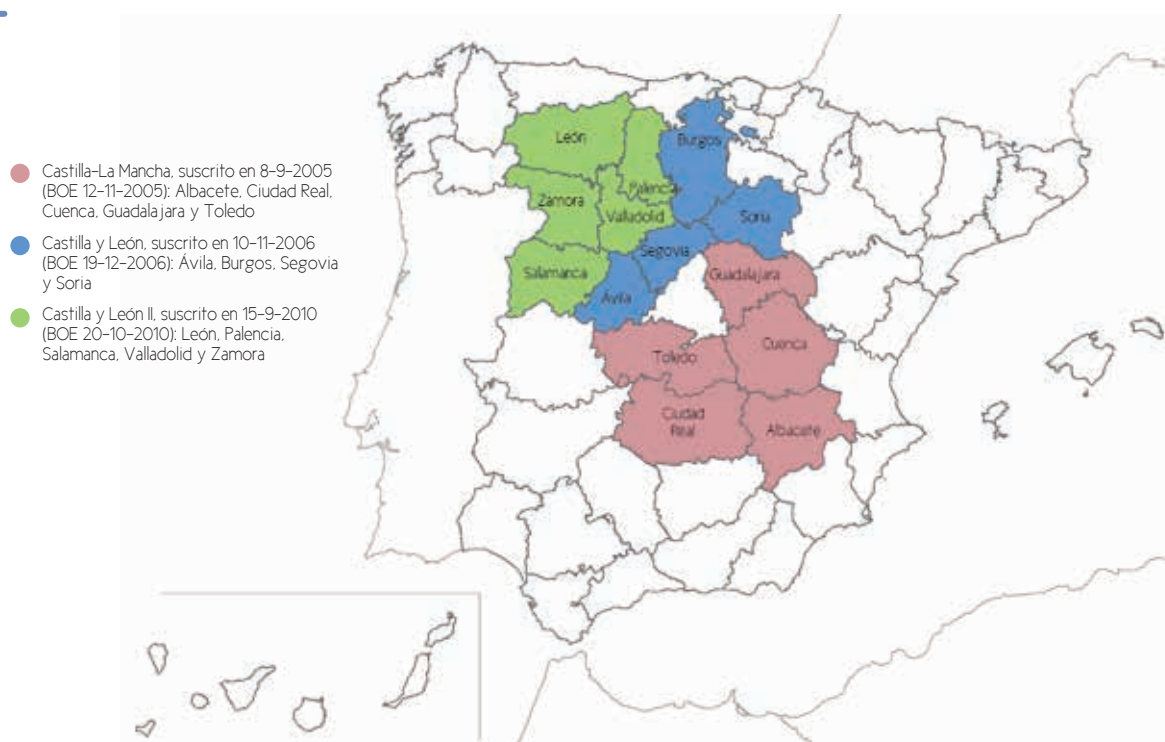 Castilla-La Mancha, suscrito en 8-9-2005
(BOE 12-11-2005): Albacete, Ciudad Real,
Cuenca, Guadalajara y Toledo
Castilla y León, suscrito en 10-11-2006
(BOE 19-12-2006): Ávila, Burgos, Segovia
y Soria
Castilla y León II, suscrito en 15-9-2010
(BOE 20-10-2010): León, Palencia,
Salamanca, Valladolid y Zamora
León
Burgos
Palencia
Zamora
Valladolid
Soria
Segovia
Salamanca
Guadalajara
Ávila
Toledo
Cuenca
Ciudad
Real
Albacete